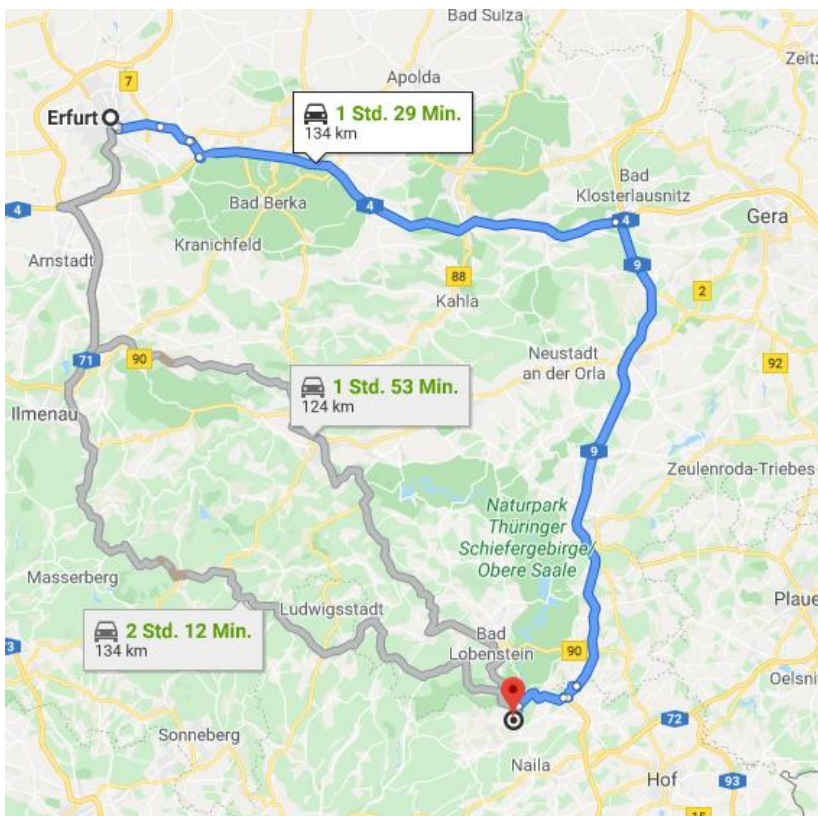 Bad Sulza
Zeitz
7
Apolda
Erfurt
1 Std. 29 Min.
134 km
Bad
Klosterlausnitz
Bad Berka
4
4
4
Gera
Kranichfeld
Arnstadt
9
88
2
Kahla
Neustadt
an der Orla
71
90
92
1 Std. 53 Min.
124 km
Ilmenau
9
Zeulenroda-Triebes
Naturpark
Thüringer
Schiefergebirge/
Obere Saale
Masserberg
Plaue
Ludwigsstadt
2 Std. 12 Min.
134 km
Bad
Lobenstein
90
73
Oelsni
72
Sonneberg
Naila
Hof
93
15